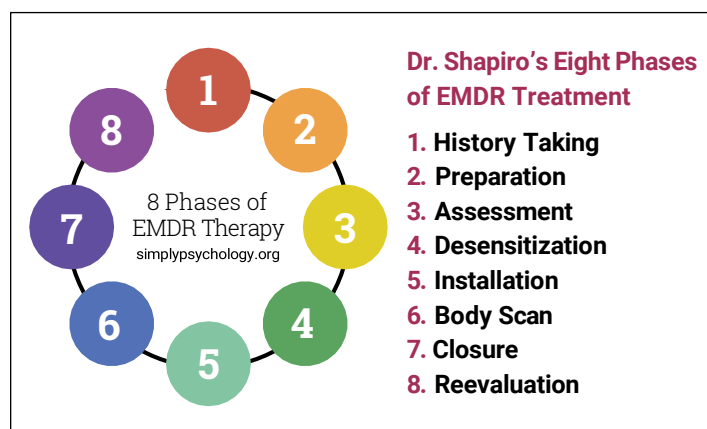 1
2
3
4
5
6
7
8
8 Phases of
EMDR Therapy
simplypsychology.org
Dr. Shapiro’s Eight Phases
of EMDR Treatment
1. History Taking
2. Preparation
3. Assessment
4. Desensitization
5. Installation
6. Body Scan
7. Closure
8. Reevaluation